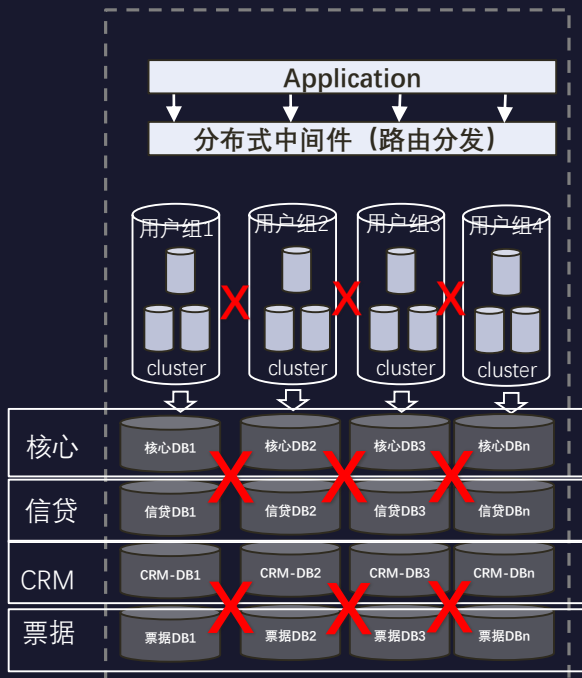 Application
分布式中间件（路由分发）
用户组1 用户组2 用户组3 用户组4
cluster cluster cluster cluster
核心 核心DB1 核心DB2 核心DB3 核心DBn
信贷 信贷DB1 信贷DB2 信贷DB3 信贷DBn
CRM CRM-DB1 CRM-DB2 CRM-DB3 CRM-DBn
票据 票据DB1 票据DB2 票据DB3 票据DBn